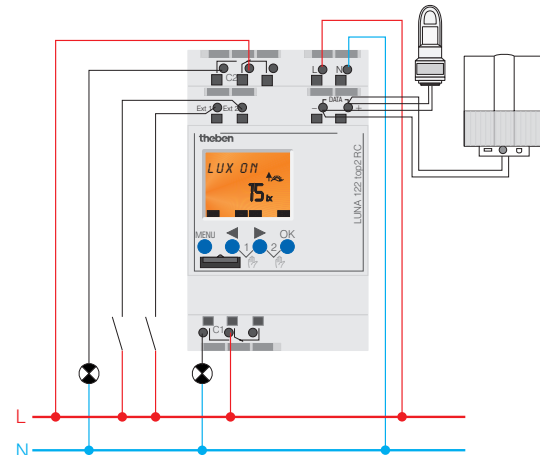 C2
L N
Ext 1 Ext 2
- DATA +
theben
LUX ON
15 lx
LUNA 122 top2 RC
MENU OK
1 2
C1
L
N